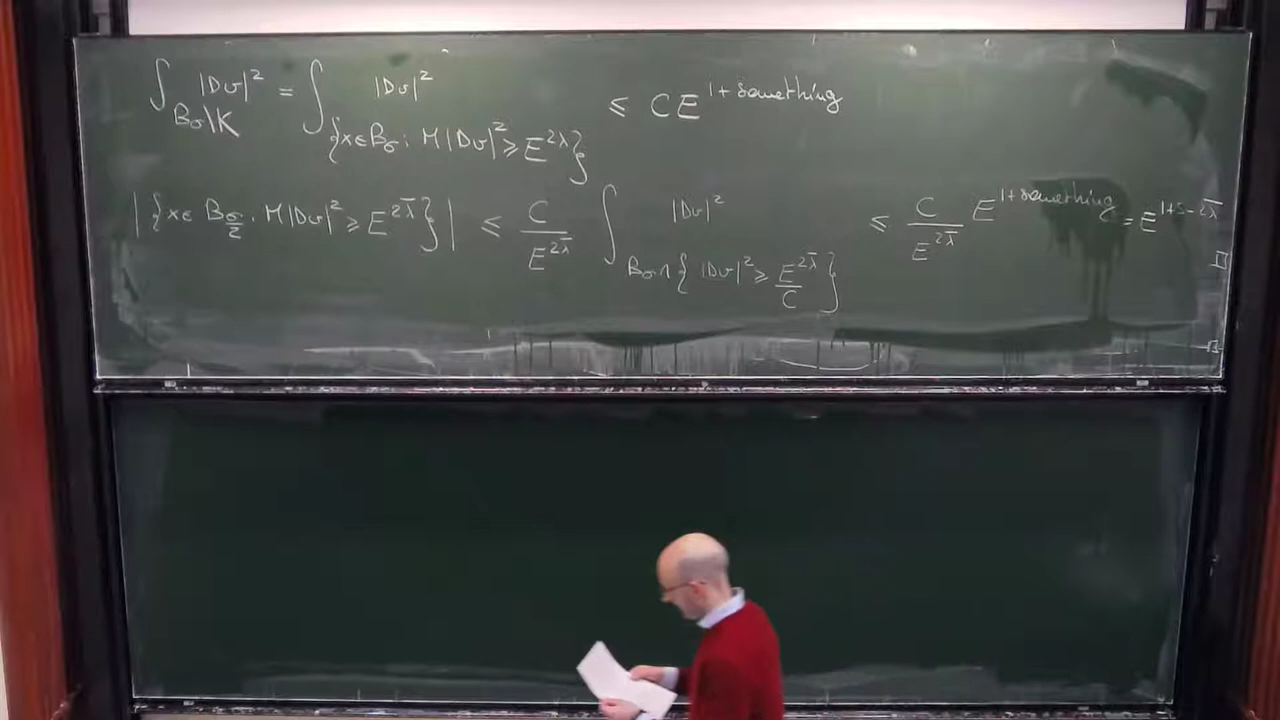 ∫_{B_σ\K} |Dv|² = ∫_{{x∈B_σ : M|Dv|² ≥ E^{2λ}}} |Dv|² ≤ CE^{1+something}
|{x∈B_{σ/2} : M|Dv|² ≥ E^{2λ̄}}| ≤ C/E^{2λ̄} ∫_{B_σ∩{|Dv|² ≥ E^{2λ̄}/C}} |Dv|² ≤ C/E^{2λ̄} E^{1+something} = E^{1+s-2λ̄}